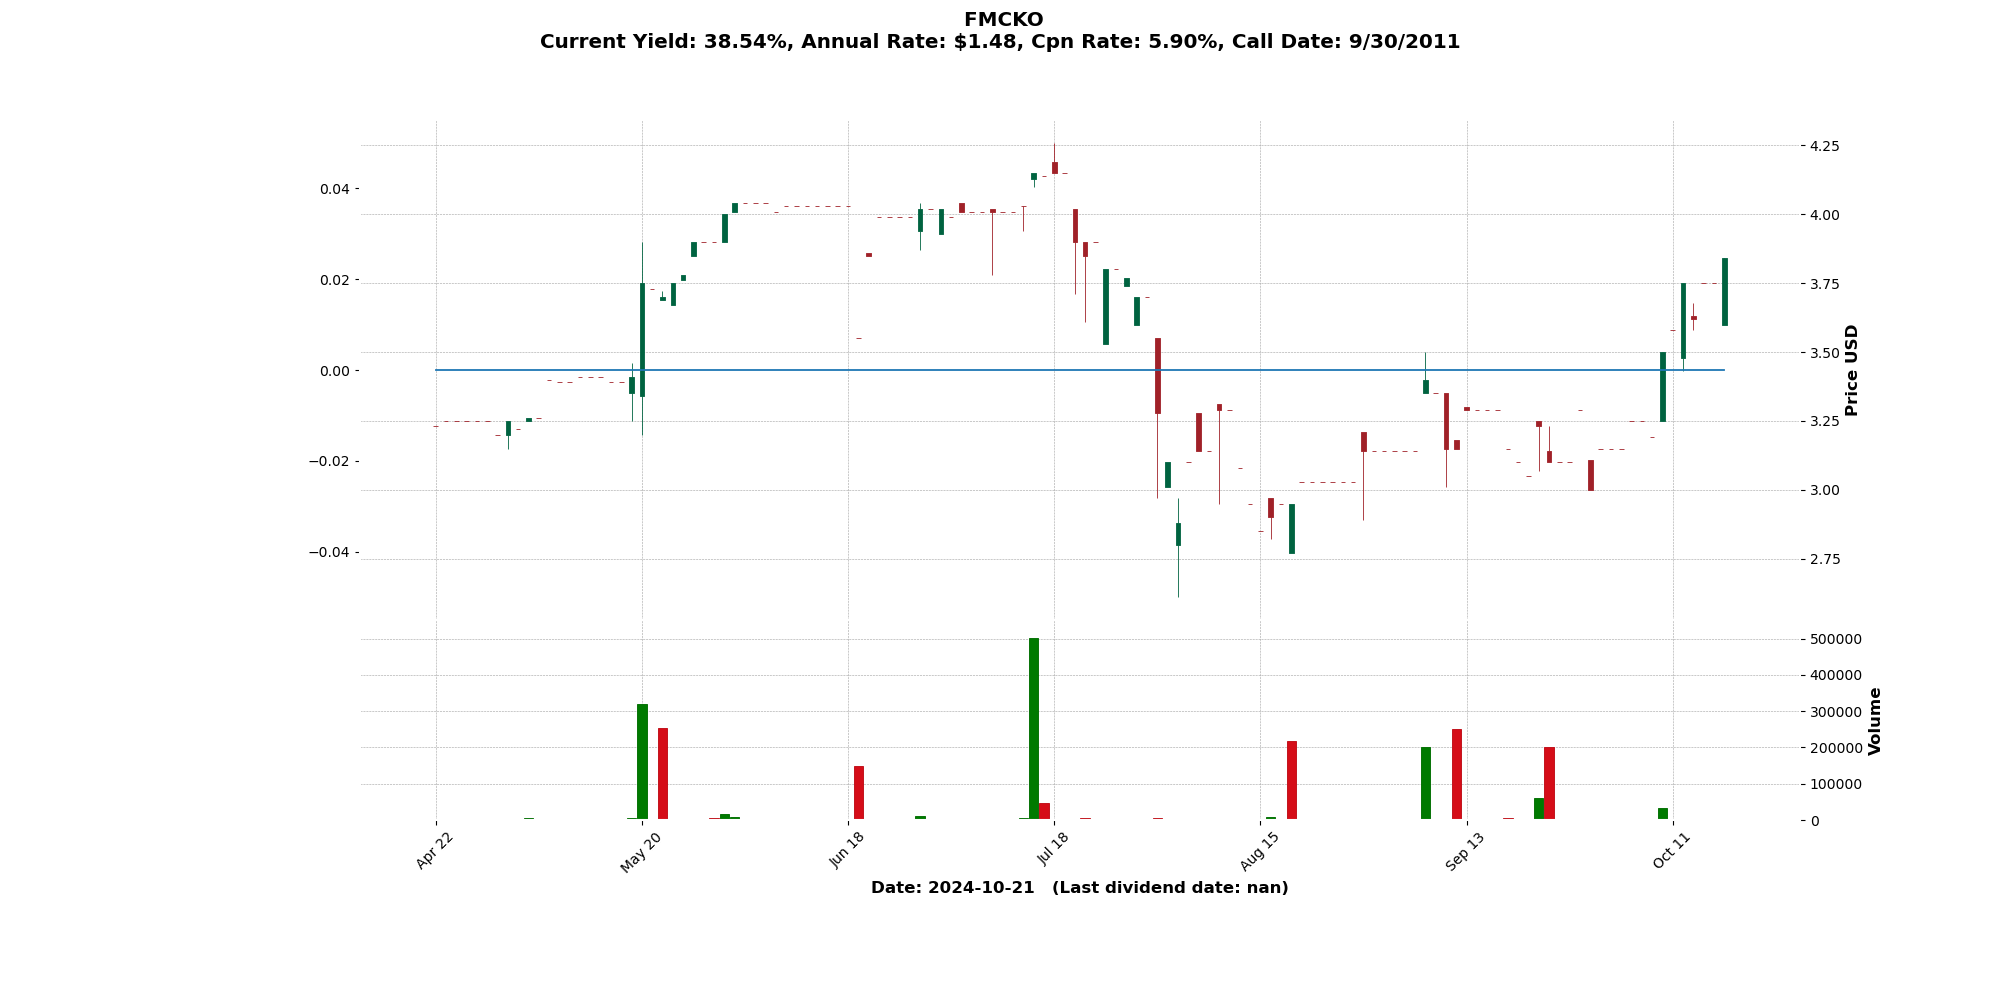 FMCKO
Current Yield: 38.54%, Annual Rate: $1.48, Cpn Rate: 5.90%, Call Date: 9/30/2011
0.04
0.02
0.00
−0.02
−0.04
4.25
4.00
3.75
3.50
3.25
3.00
2.75
Price USD
500000
400000
300000
200000
100000
0
Volume
Apr 22
May 20
Jun 18
Jul 18
Aug 15
Sep 13
Oct 11
Date: 2024-10-21 (Last dividend date: nan)